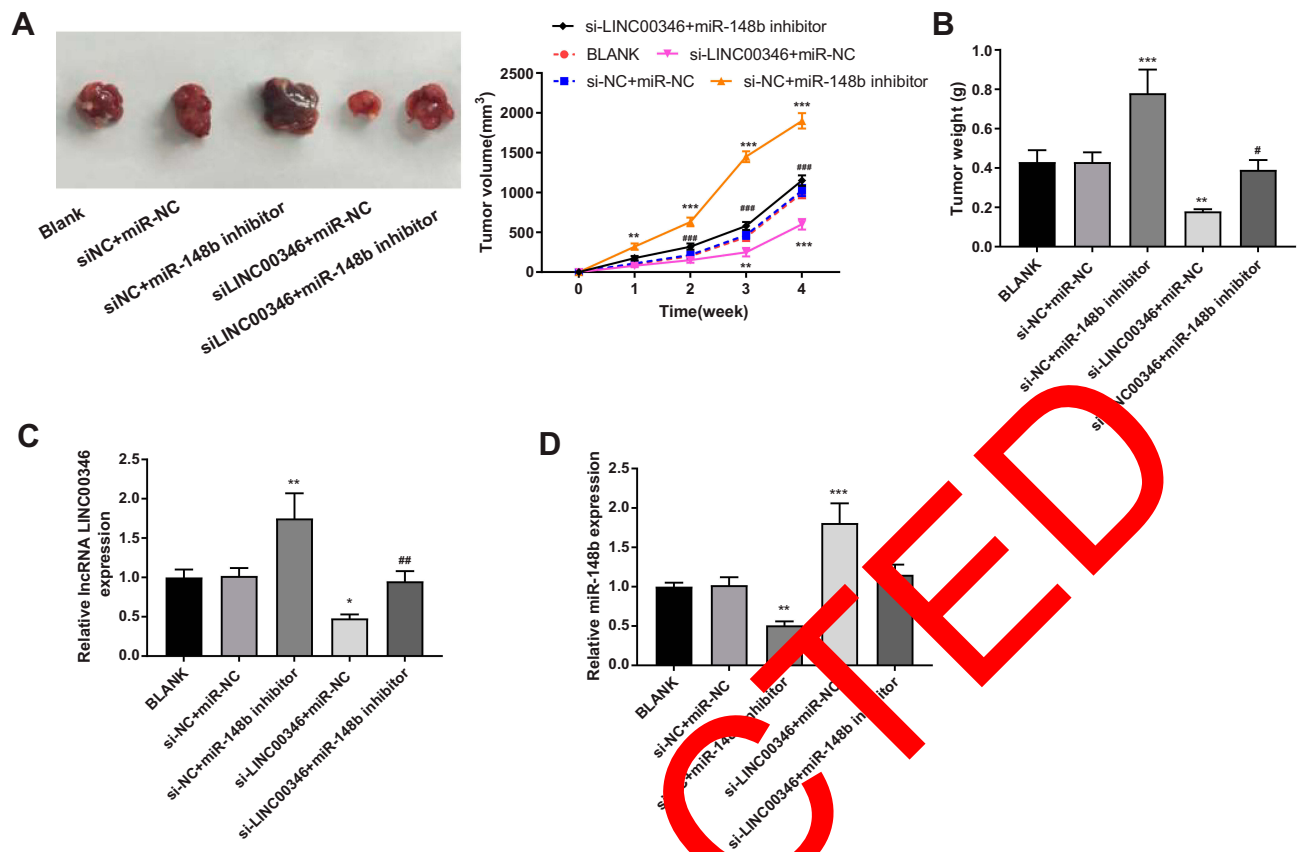 A
Blank
siNC+miR-NC
siNC+miR-148b inhibitor
siLINC00346+miR-NC
siLINC00346+miR-148b inhibitor
si-LINC00346+miR-148b inhibitor
BLANK si-LINC00346+miR-NC
si-NC+miR-NC si-NC+miR-148b inhibitor
Tumor volume(mm³)
2500
2000
1500
1000
500
0
** *** *** ***
### ### ###
** ***
0 1 2 3 4
Time(week)
B
Tumor weight (g)
1.0
0.8
0.6
0.4
0.2
0.0
*** ** #
BLANK
si-NC+miR-NC
si-NC+miR-148b inhibitor
si-LINC00346+miR-NC
NC00346+miR-148b inhibitor
C
Relative lncRNA LINC00346
expression
2.5
2.0
1.5
1.0
0.5
0.0
** * ##
BLANK
si-NC+miR-NC
si-NC+miR-148b inhibitor
si-LINC00346+miR-NC
si-LINC00346+miR-148b inhibitor
D
Relative miR-148b expression
2.5
2.0
1.5
1.0
0.5
0.0
** ***
BLANK
si-NC+miR-NC
inhibitor
si-LINC00346+miR-NC
si-LINC00346+miR-148b inhibitor
CTED